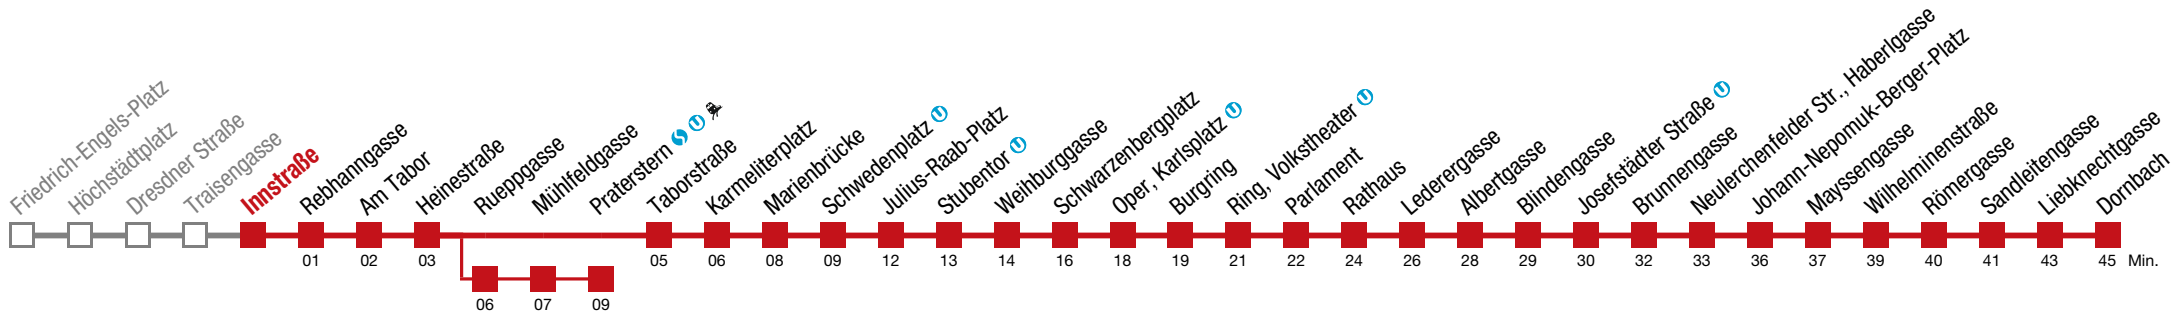 Friedrich-Engels-Platz
Höchstädtplatz
Dresdner Straße
Traisengasse
Innstraße
Rebhanngasse
Am Tabor
Heinestraße
Rueppgasse
Mühlfeldgasse
Praterstern S U
Taborstraße
Karmeliterplatz
Marienbrücke
Schwedenplatz U
Julius-Raab-Platz
Stubentor U
Weihburggasse
Schwarzenbergplatz
Oper, Karlsplatz U
Burgring
Ring, Volkstheater U
Parlament
Rathaus
Lederergasse
Albertgasse
Blindengasse
Josefstädter Straße U
Brunnengasse
Neulerchenfelder Str., Haberlgasse
Johann-Nepomuk-Berger-Platz
Mayssengasse
Wilhelminenstraße
Römergasse
Sandleitengasse
Liebknechtgasse
Dornbach
01 02 03 05 06 08 09 12 13 14 16 18 19 21 22 24 26 28 29 30 32 33 36 37 39 40 41 43 45 Min.
06 07 09